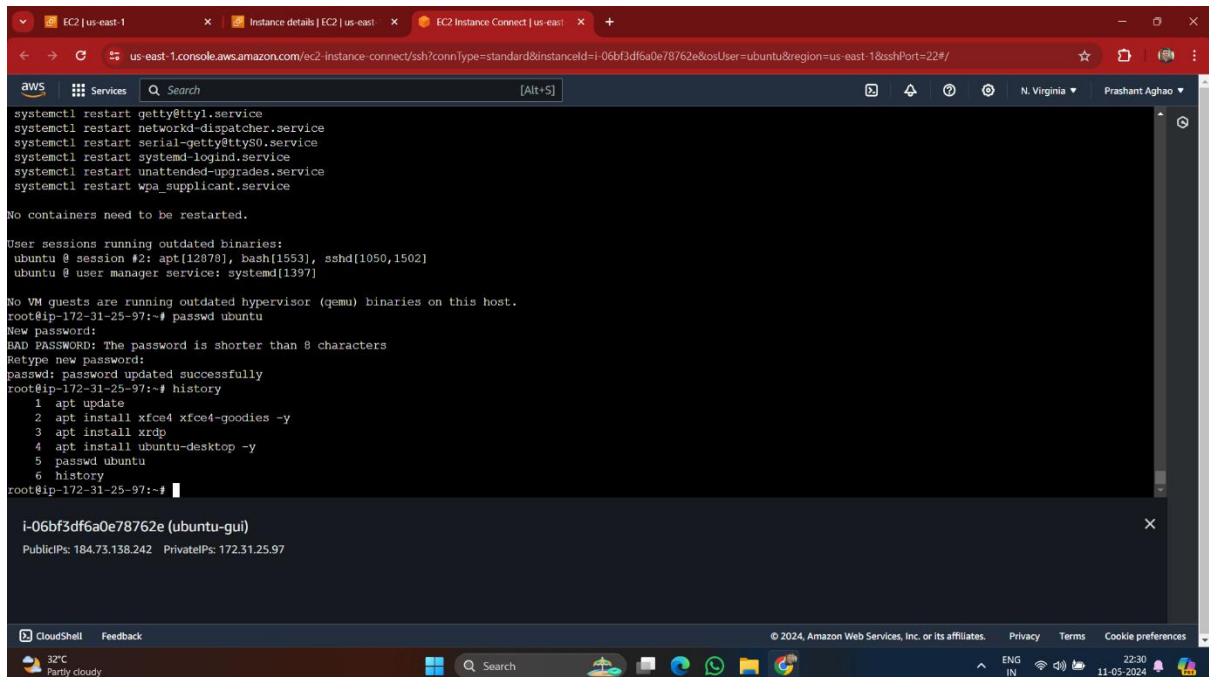 EC2 | us-east-1
Instance details | EC2 | us-east-
EC2 Instance Connect | us-east
us-east-1.console.aws.amazon.com/ec2-instance-connect/ssh?connType=standard&instanceId=i-06bf3df6a0e78762e&osUser=ubuntu&region=us-east-1&sshPort=22#/
aws Services Search [Alt+S] N. Virginia Prashant Aghao
systemctl restart getty@tty1.service
systemctl restart networkd-dispatcher.service
systemctl restart serial-getty@ttyS0.service
systemctl restart systemd-logind.service
systemctl restart unattended-upgrades.service
systemctl restart wpa_supplicant.service
No containers need to be restarted.
User sessions running outdated binaries:
ubuntu @ session #2: apt[12878], bash[1553], sshd[1050,1502]
ubuntu @ user manager service: systemd[1397]
No VM guests are running outdated hypervisor (qemu) binaries on this host.
root@ip-172-31-25-97:~# passwd ubuntu
New password:
BAD PASSWORD: The password is shorter than 8 characters
Retype new password:
passwd: password updated successfully
root@ip-172-31-25-97:~# history
1 apt update
2 apt install xfce4 xfce4-goodies -y
3 apt install xrdp
4 apt install ubuntu-desktop -y
5 passwd ubuntu
6 history
root@ip-172-31-25-97:~#
i-06bf3df6a0e78762e (ubuntu-gui)
PublicIPs: 184.73.138.242 PrivateIPs: 172.31.25.97
CloudShell Feedback © 2024, Amazon Web Services, Inc. or its affiliates. Privacy Terms Cookie preferences
32°C
Partly cloudy
Search
ENG
IN
22:30
11-05-2024